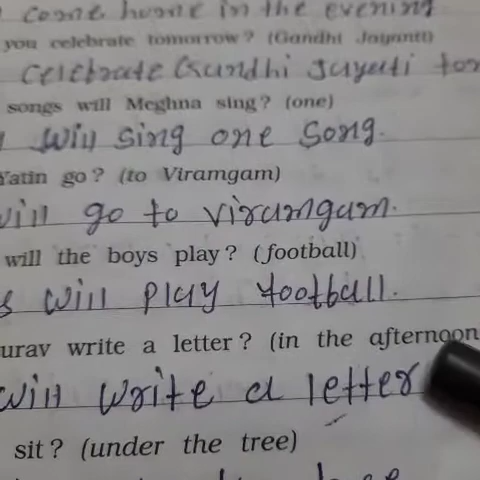 come home in the evening
you celebrate tomorrow? (Gandhi Jayanti)
celebrate Gandhi Jayenti tom
songs will Meghna sing? (one)
will sing one song.
Yatin go? (to Viramgam)
will go to viramgam.
will the boys play? (football)
s will play football.
urav write a letter? (in the afternoon
will write a letter
sit? (under the tree)